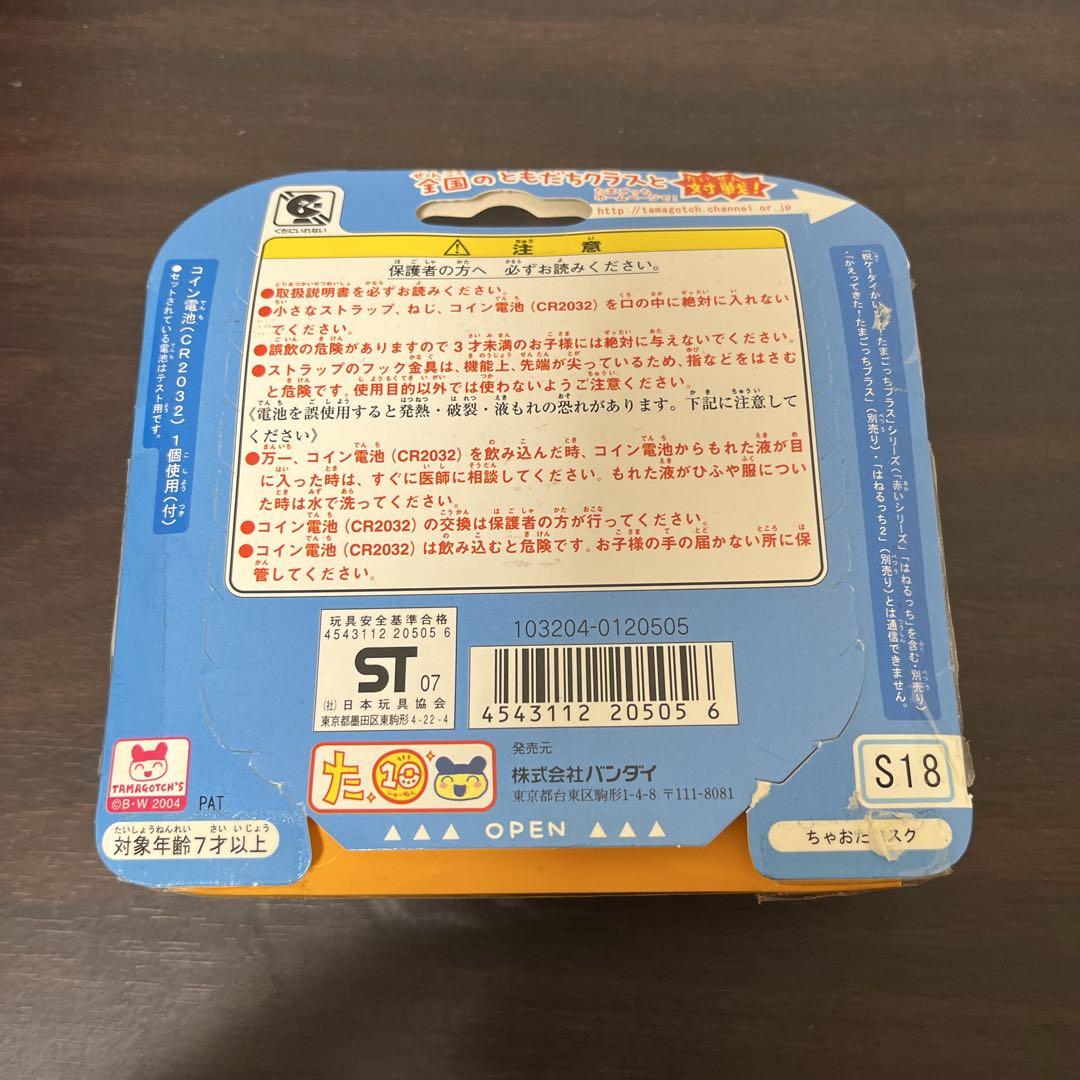 全国のともだちクラスと 対戦!
たまごっちホームページで!
http://tamagotch.channel.or.jp
くちにいれない
注意
保護者の方へ 必ずお読みください。
●取扱説明書を必ずお読みください。
●小さなストラップ、ねじ、コイン電池(CR2032)を口の中に絶対に入れない
でください。
●誤飲の危険がありますので3才未満のお子様には絶対に与えないでください。
●ストラップのフック金具は、機能上、先端が尖っているため、指などをはさむ
と危険です。使用目的以外では使わないようご注意ください。
《電池を誤使用すると発熱・破裂・液もれの恐れがあります。下記に注意して
ください》
●万一、コイン電池(CR2032)を飲み込んだ時、コイン電池からもれた液が目
に入った時は、すぐに医師に相談してください。もれた液がひふや服につい
た時は水で洗ってください。
●コイン電池(CR2032)の交換は保護者の方が行ってください。
●コイン電池(CR2032)は飲み込むと危険です。お子様の手の届かない所に保
管してください。
コイン電池(CR2032)1個使用(付)
●セットされている電池はテスト用です。
たまごっちプラス」シリーズ(「赤いシリーズ」「はねるっち」を含む・別売り)
・「かえってきた!たまごっちプラス」(別売り)・「はねるっち2」(別売り)とは通信できません。
玩具安全基準合格
4543112 20505 6
ST 07
(社)日本玩具協会
東京都墨田区東駒形4-22-4
103204-0120505
4543112 205056
TAMAGOTCH'S
©B・W 2004
PAT
対象年齢7才以上
た 10 しゅーねん
発売元
株式会社バンダイ
東京都台東区駒形1-4-8 〒111-8081
OPEN
S18
ちゃおだ スク